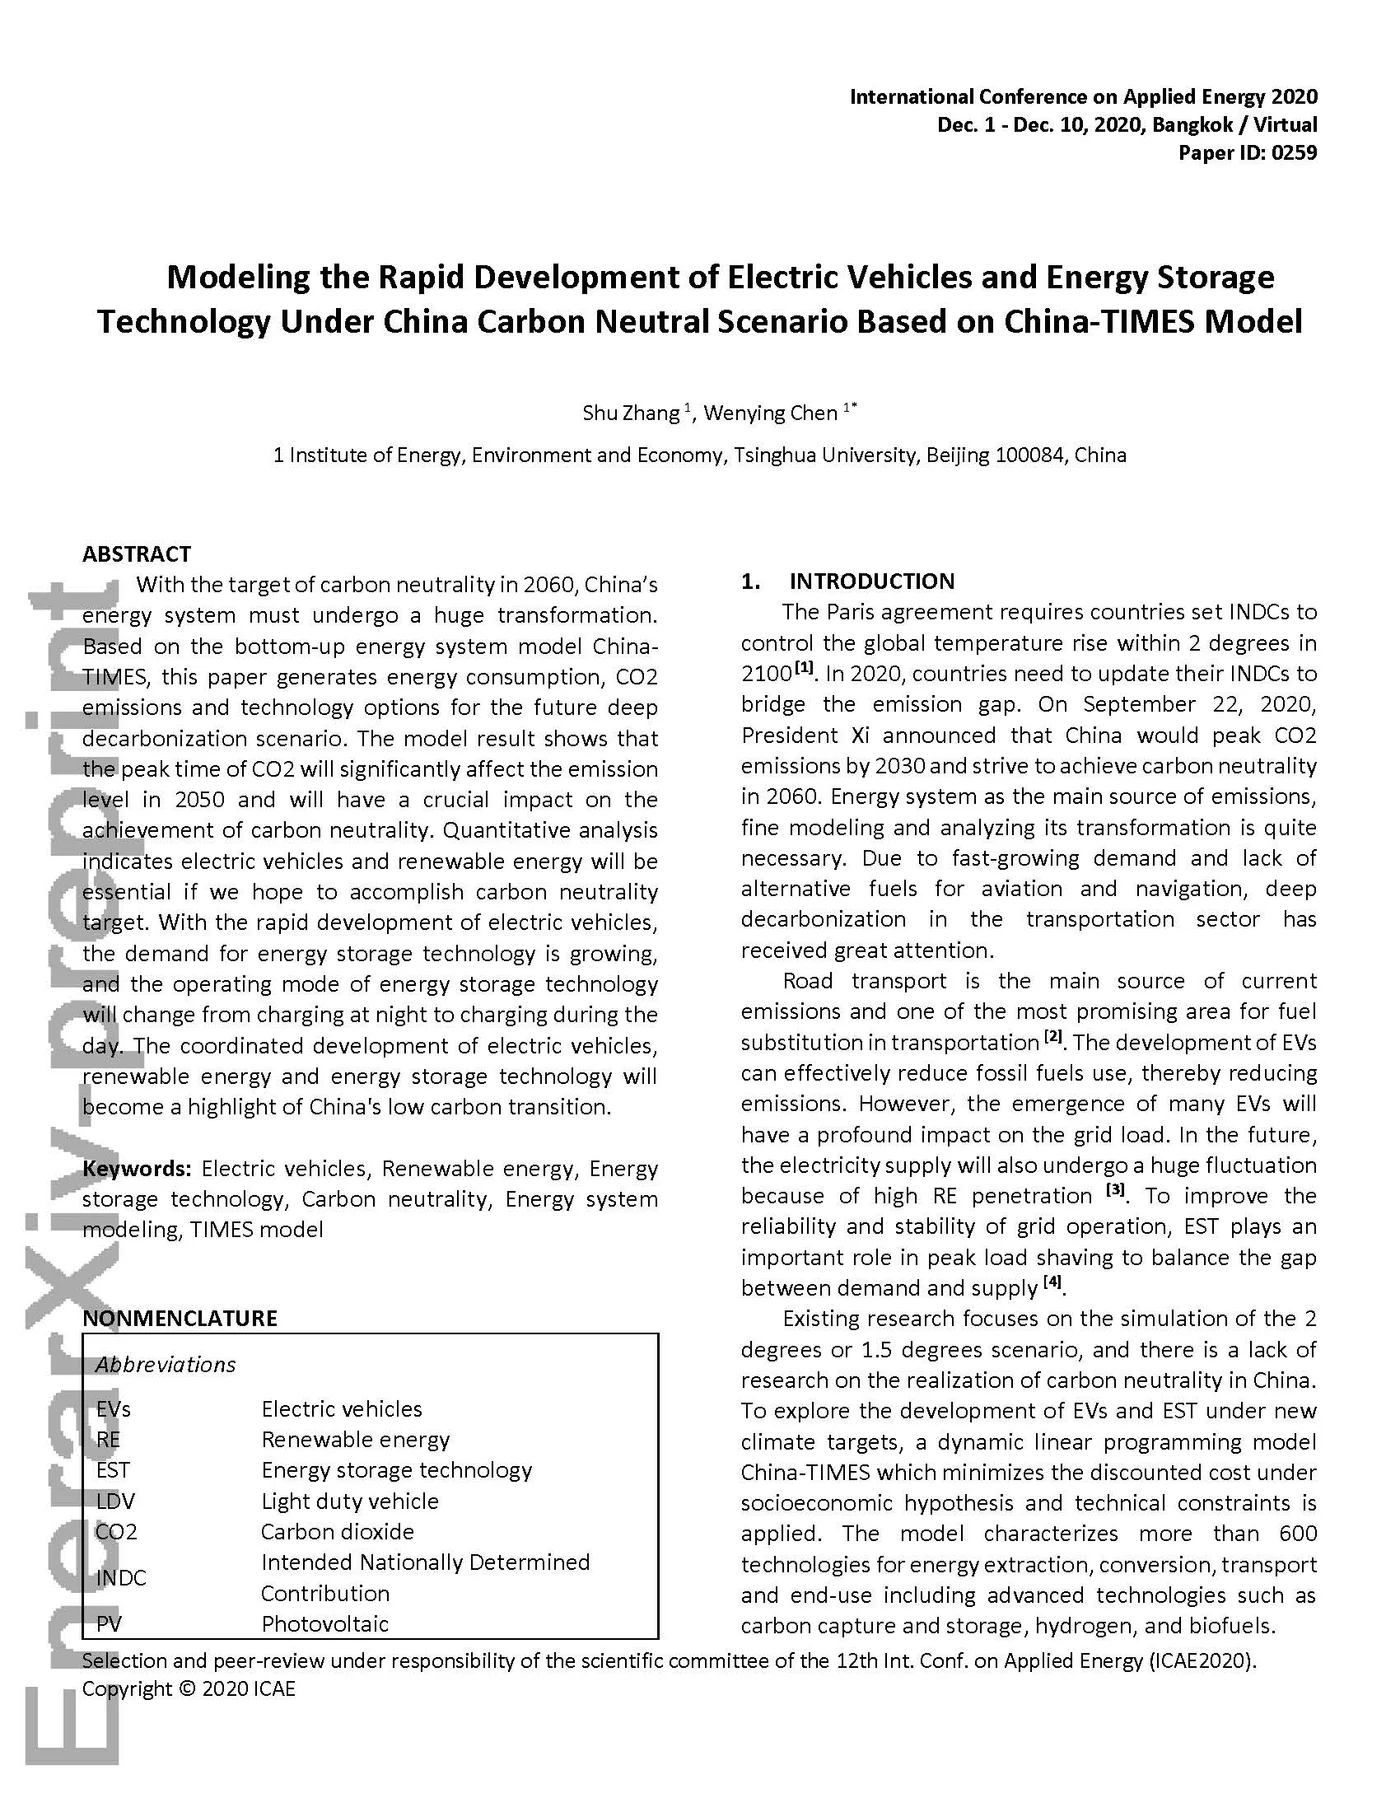 International Conference on Applied Energy 2020
Dec. 1 - Dec. 10, 2020, Bangkok / Virtual
Paper ID: 0259
Modeling the Rapid Development of Electric Vehicles and Energy Storage
Technology Under China Carbon Neutral Scenario Based on China-TIMES Model
Shu Zhang 1, Wenying Chen 1*
1 Institute of Energy, Environment and Economy, Tsinghua University, Beijing 100084, China
ABSTRACT
With the target of carbon neutrality in 2060, China’s
energy system must undergo a huge transformation.
Based on the bottom-up energy system model China-
TIMES, this paper generates energy consumption, CO2
emissions and technology options for the future deep
decarbonization scenario. The model result shows that
the peak time of CO2 will significantly affect the emission
level in 2050 and will have a crucial impact on the
achievement of carbon neutrality. Quantitative analysis
indicates electric vehicles and renewable energy will be
essential if we hope to accomplish carbon neutrality
target. With the rapid development of electric vehicles,
the demand for energy storage technology is growing,
and the operating mode of energy storage technology
will change from charging at night to charging during the
day. The coordinated development of electric vehicles,
renewable energy and energy storage technology will
become a highlight of China's low carbon transition.
Keywords: Electric vehicles, Renewable energy, Energy
storage technology, Carbon neutrality, Energy system
modeling, TIMES model
NONMENCLATURE
Abbreviations
EVs Electric vehicles
RE Renewable energy
EST Energy storage technology
LDV Light duty vehicle
CO2 Carbon dioxide
INDC Intended Nationally Determined
Contribution
PV Photovoltaic
1. INTRODUCTION
The Paris agreement requires countries set INDCs to
control the global temperature rise within 2 degrees in
2100[1]. In 2020, countries need to update their INDCs to
bridge the emission gap. On September 22, 2020,
President Xi announced that China would peak CO2
emissions by 2030 and strive to achieve carbon neutrality
in 2060. Energy system as the main source of emissions,
fine modeling and analyzing its transformation is quite
necessary. Due to fast-growing demand and lack of
alternative fuels for aviation and navigation, deep
decarbonization in the transportation sector has
received great attention.
Road transport is the main source of current
emissions and one of the most promising area for fuel
substitution in transportation [2]. The development of EVs
can effectively reduce fossil fuels use, thereby reducing
emissions. However, the emergence of many EVs will
have a profound impact on the grid load. In the future,
the electricity supply will also undergo a huge fluctuation
because of high RE penetration [3]. To improve the
reliability and stability of grid operation, EST plays an
important role in peak load shaving to balance the gap
between demand and supply [4].
Existing research focuses on the simulation of the 2
degrees or 1.5 degrees scenario, and there is a lack of
research on the realization of carbon neutrality in China.
To explore the development of EVs and EST under new
climate targets, a dynamic linear programming model
China-TIMES which minimizes the discounted cost under
socioeconomic hypothesis and technical constraints is
applied. The model characterizes more than 600
technologies for energy extraction, conversion, transport
and end-use including advanced technologies such as
carbon capture and storage, hydrogen, and biofuels.
Selection and peer-review under responsibility of the scientific committee of the 12th Int. Conf. on Applied Energy (ICAE2020).
Copyright © 2020 ICAE
EnerarXiv-preprint